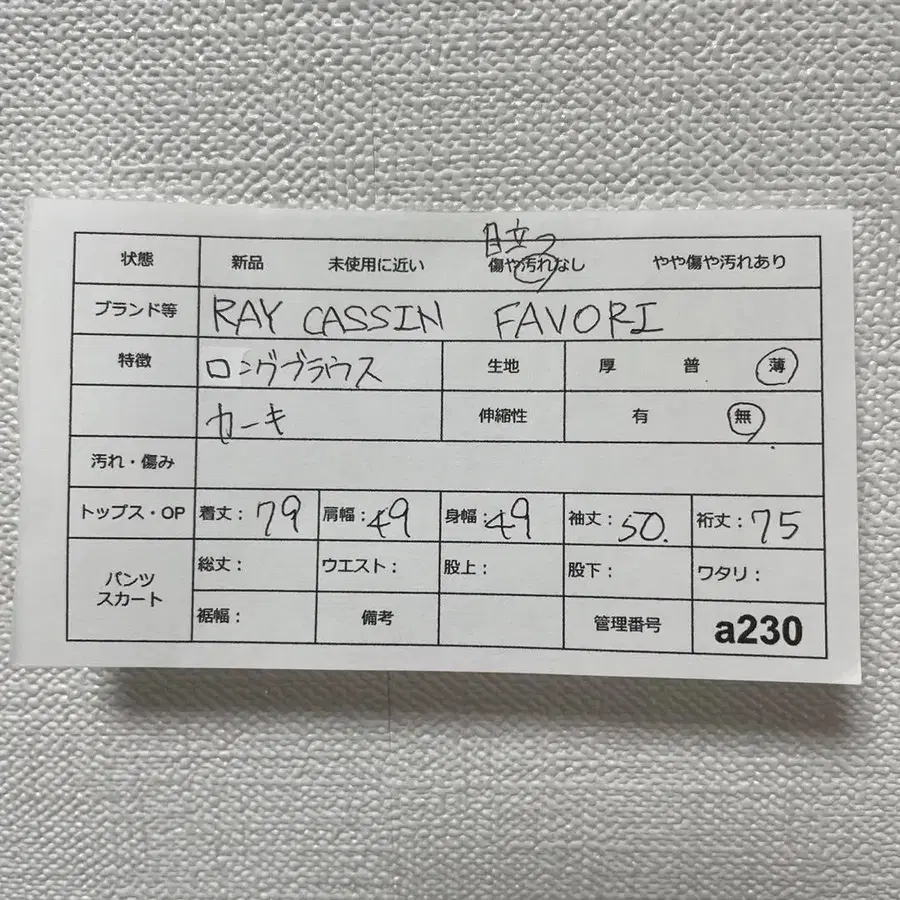 目立つ
状態 新品 未使用に近い 傷や汚れなし やや傷や汚れあり
ブランド等 RAY CASSIN FAVORI
特徴 ロングブラウス 生地 厚 普 薄
カーキ 伸縮性 有 無
汚れ・傷み
トップス・OP 着丈: 79 肩幅: 49 身幅: 49 袖丈: 50. 裄丈: 75
パンツ スカート 総丈: ウエスト: 股上: 股下: ワタリ:
裾幅: 備考 管理番号 a230